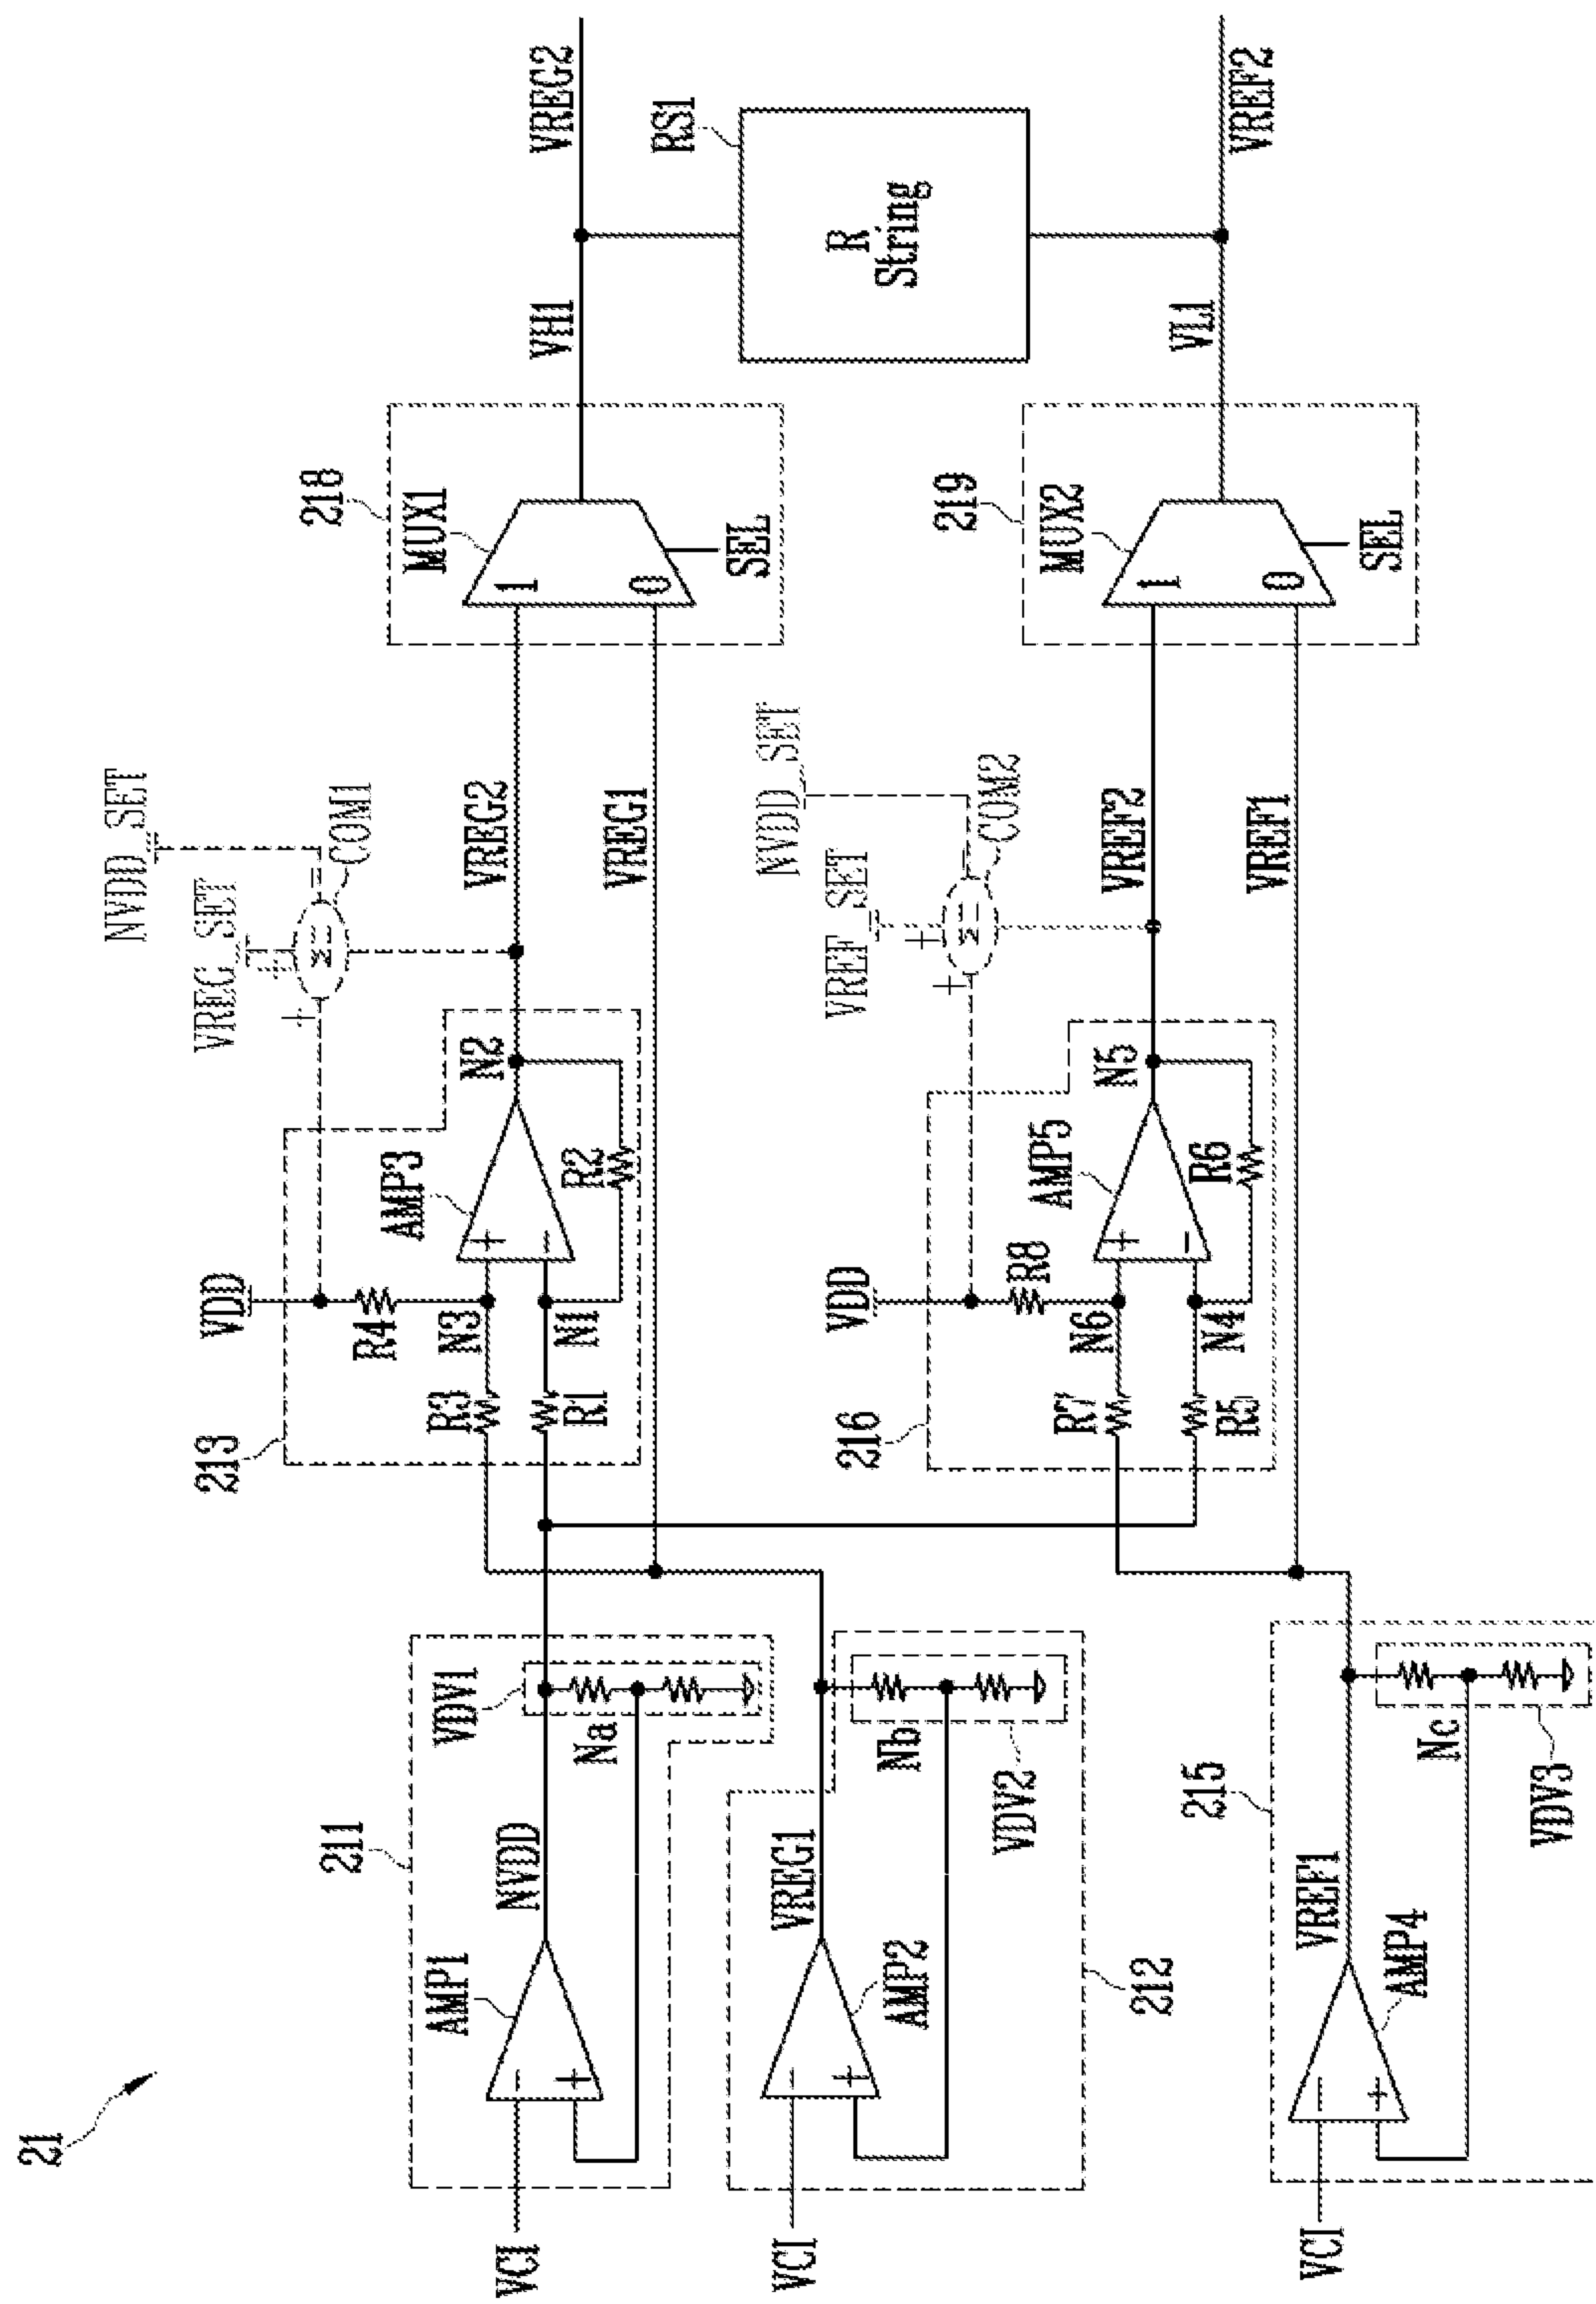 21
211
VCI
AMP1
−
+
NVDD
VDV1
Na
VCI
AMP2
−
+
VREG1
Nb
VDV2
212
215
VCI
AMP4
−
+
VREF1
Nc
VDV3
213
VDD
R4
R3
N3
R1
N1
AMP3
+
−
R2
N2
NVDD_SET
VREG_SET
COM1
+
+
−
Σ=
VREG2
VREG1
216
VDD
R8
R7
N6
R5
N4
AMP5
+
-
R6
N5
NVDD_SET
VREF_SET
COM2
+
+
−
Σ=
VREF2
VREF1
218
MUX1
1
0
SEL
VH1
VREG2
RS1
R
String
219
MUX2
1
0
SEL
VL1
VREF2